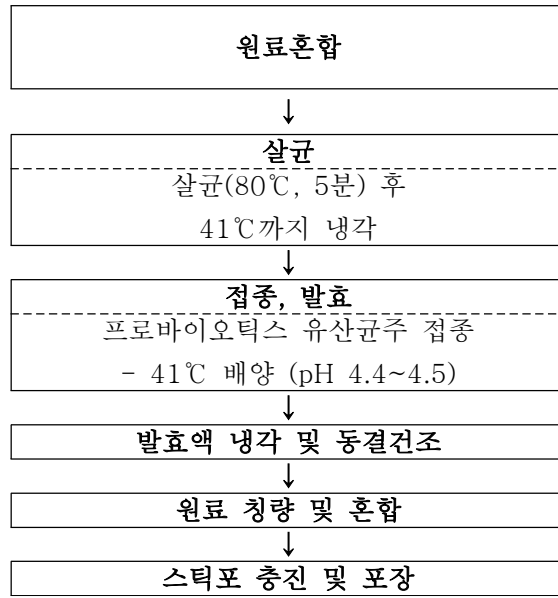 원료혼합
↓
살균
살균(80℃, 5분) 후
41℃까지 냉각
↓
접종, 발효
프로바이오틱스 유산균주 접종
- 41℃ 배양 (pH 4.4~4.5)
↓
발효액 냉각 및 동결건조
↓
원료 칭량 및 혼합
↓
스틱포 충진 및 포장